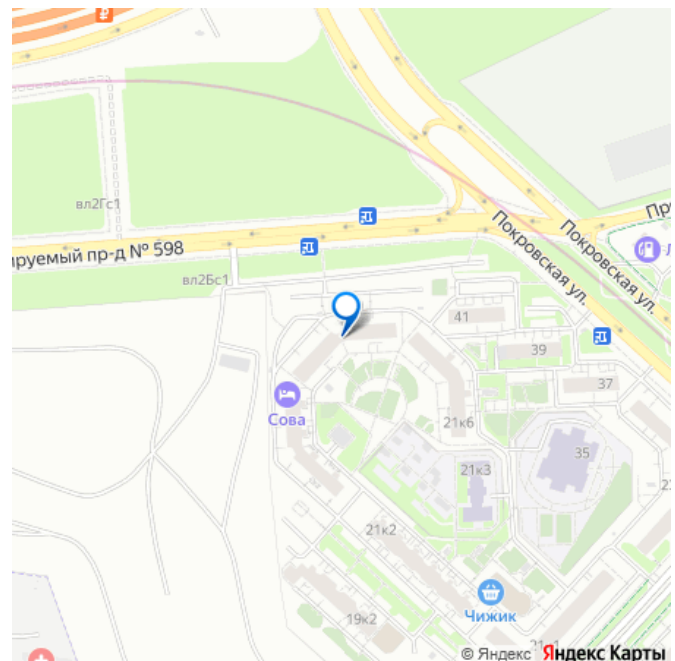 ₽
вл2Гс1
ируемый пр-д № 598
Покровская ул.
Покровская ул.
вл2Бс1
41
39
37
Сова
21к6
35
21к3
21к2
Чижик
19к2
© Яндекс Яндекс Карты